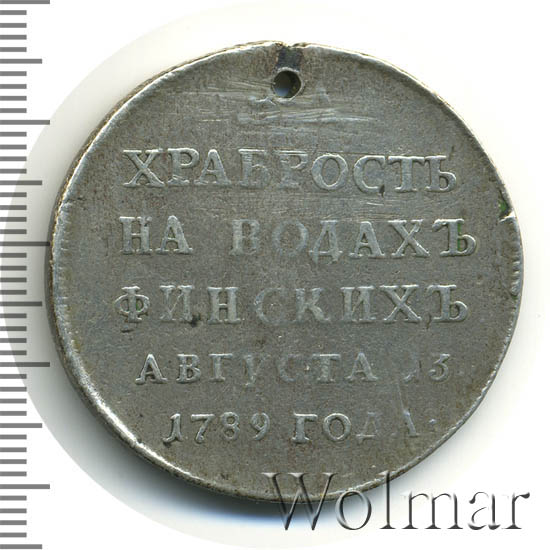 ХРАБРОСТЬ
НА ВОДАХЪ
ФИНСКИХЪ
АВГУСТА 13
1789 ГОДА:
Wolmar